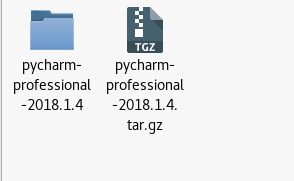 TGZ
pycharm-
professional
-2018.1.4
pycharm-
professional
-2018.1.4.
tar.gz